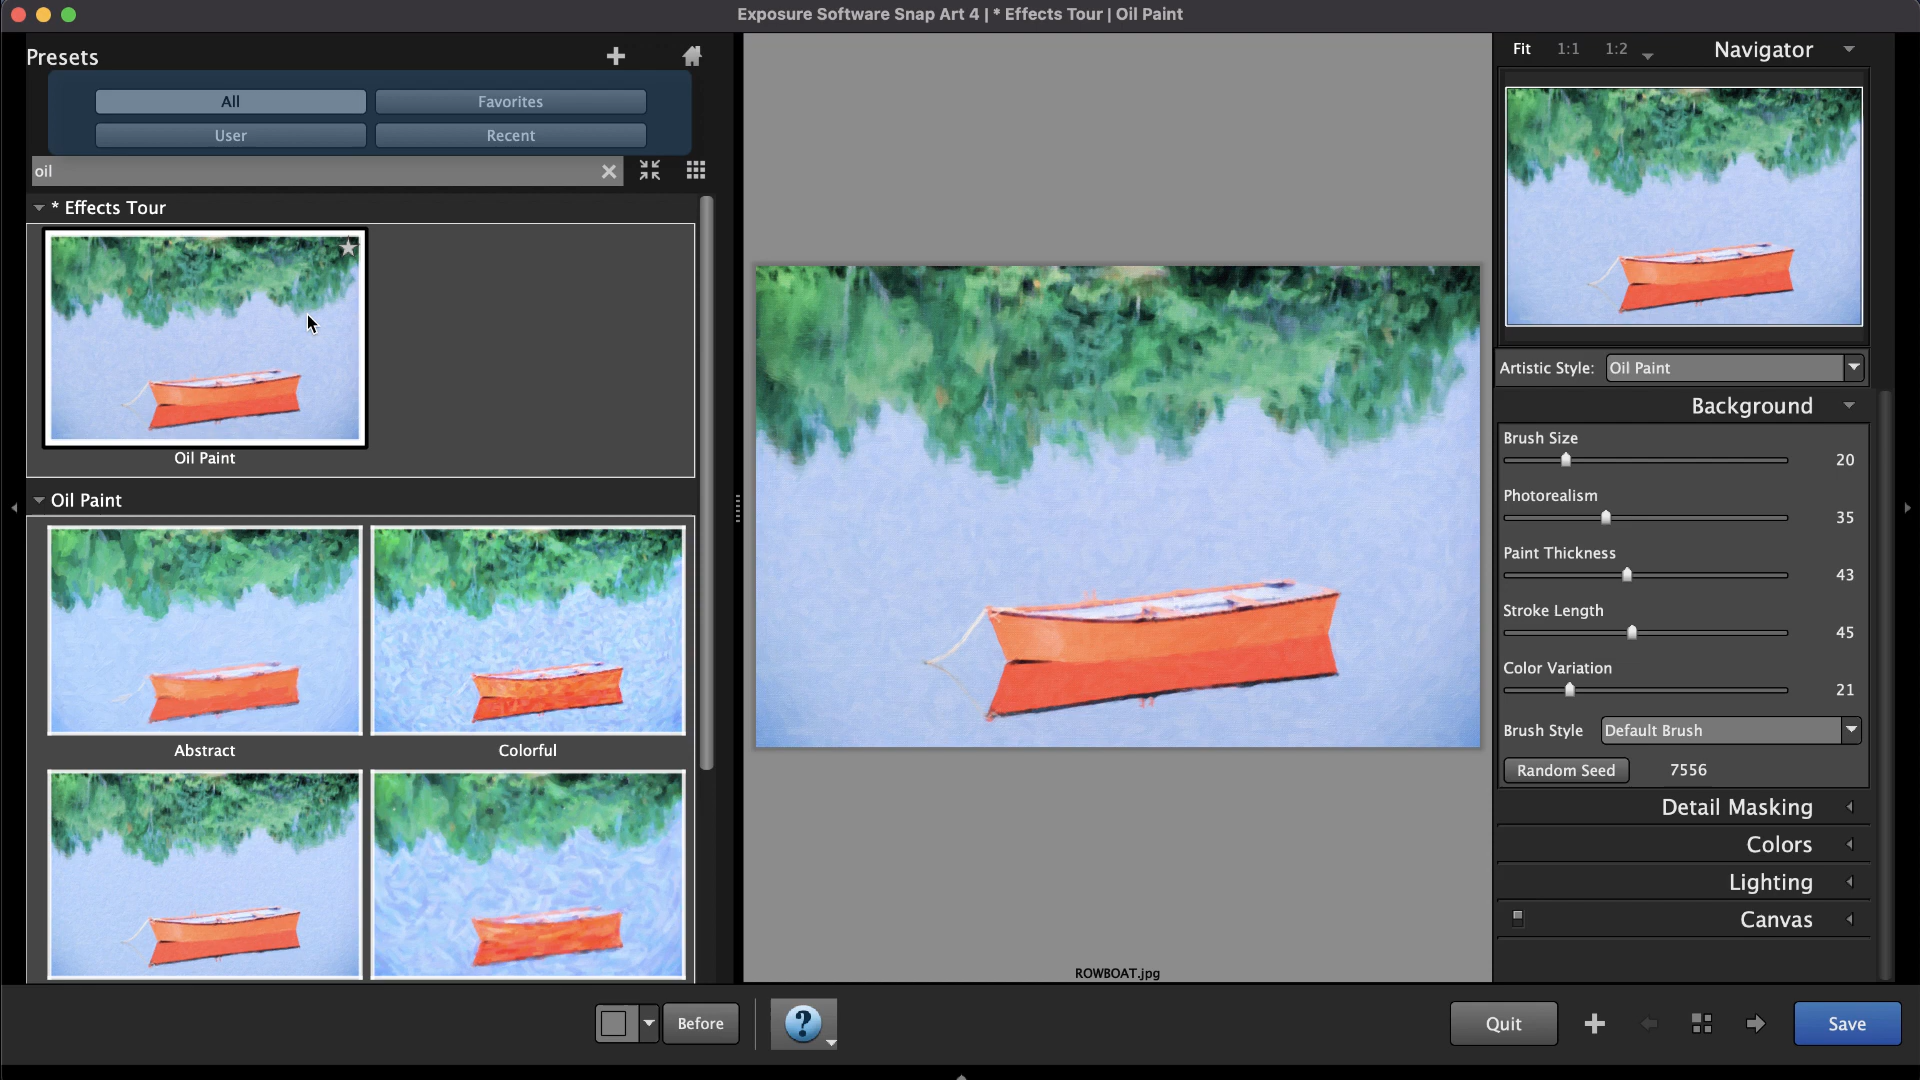 Exposure Software Snap Art 4 | * Effects Tour | Oil Paint
Presets
All
Favorites
User
Recent
oil
* Effects Tour
Oil Paint
Oil Paint
Abstract
Colorful
ROWBOAT.jpg
Fit
1:1
1:2
Navigator
Artistic Style:
Oil Paint
Background
Brush Size
20
Photorealism
35
Paint Thickness
43
Stroke Length
45
Color Variation
21
Brush Style
Default Brush
Random Seed
7556
Detail Masking
Colors
Lighting
Canvas
Before
?
Quit
Save